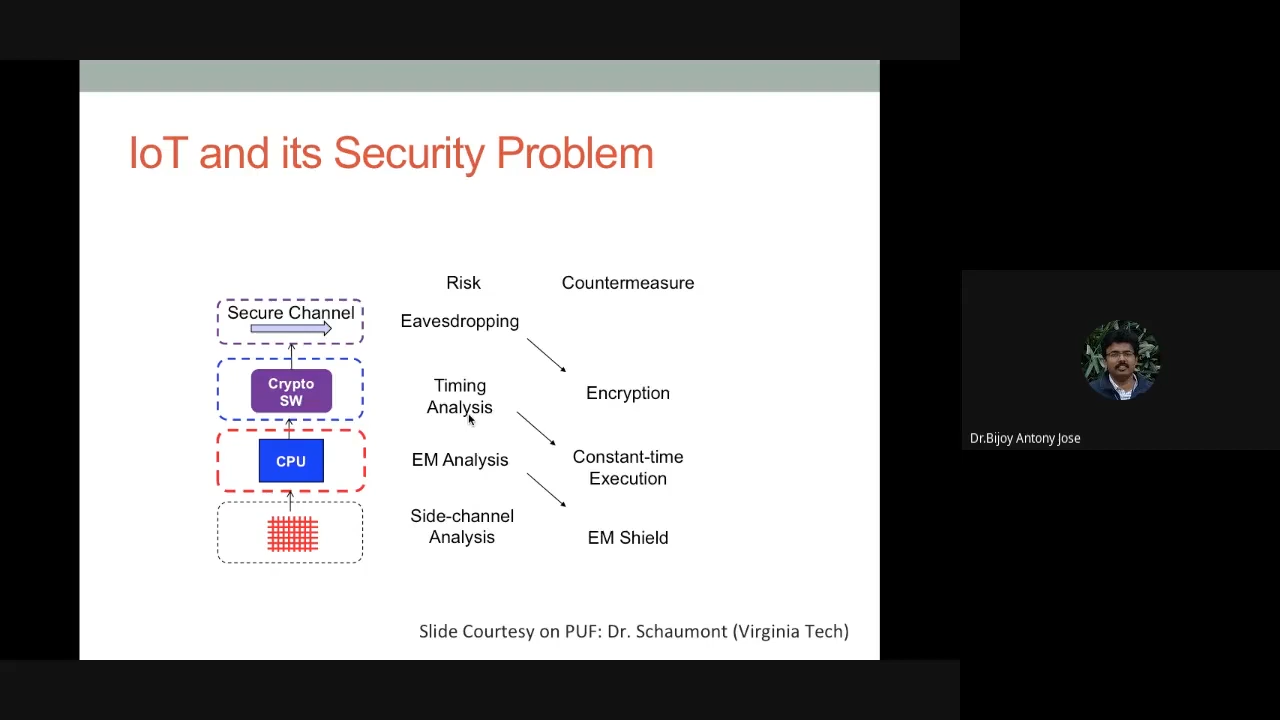 IoT and its Security Problem
Risk
Countermeasure
Secure Channel
Eavesdropping
Crypto
SW
Timing
Analysis
Encryption
CPU
EM Analysis
Constant-time
Execution
Side-channel
Analysis
EM Shield
Slide Courtesy on PUF: Dr. Schaumont (Virginia Tech)
Dr.Bijoy Antony Jose